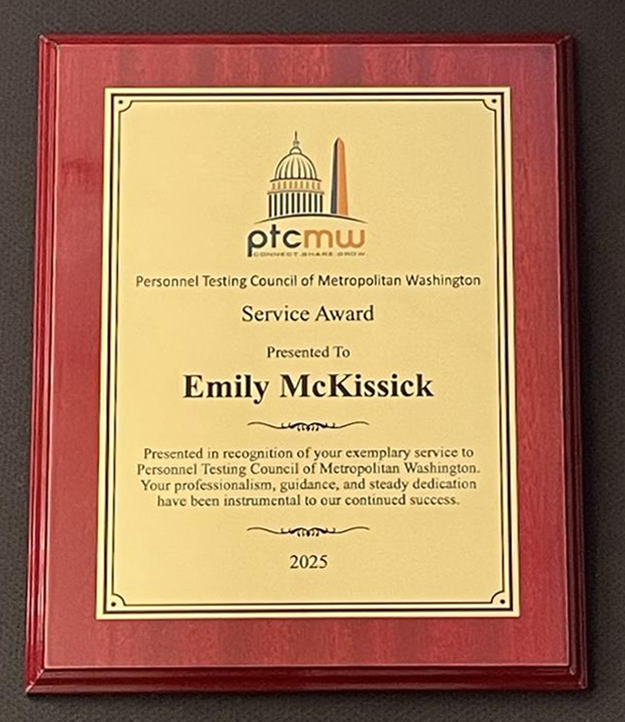 ptcmw
CONNECT.SHARE.GROW
Personnel Testing Council of Metropolitan Washington
Service Award
Presented To
Emily McKissick
Presented in recognition of your exemplary service to
Personnel Testing Council of Metropolitan Washington.
Your professionalism, guidance, and steady dedication
have been instrumental to our continued success.
2025